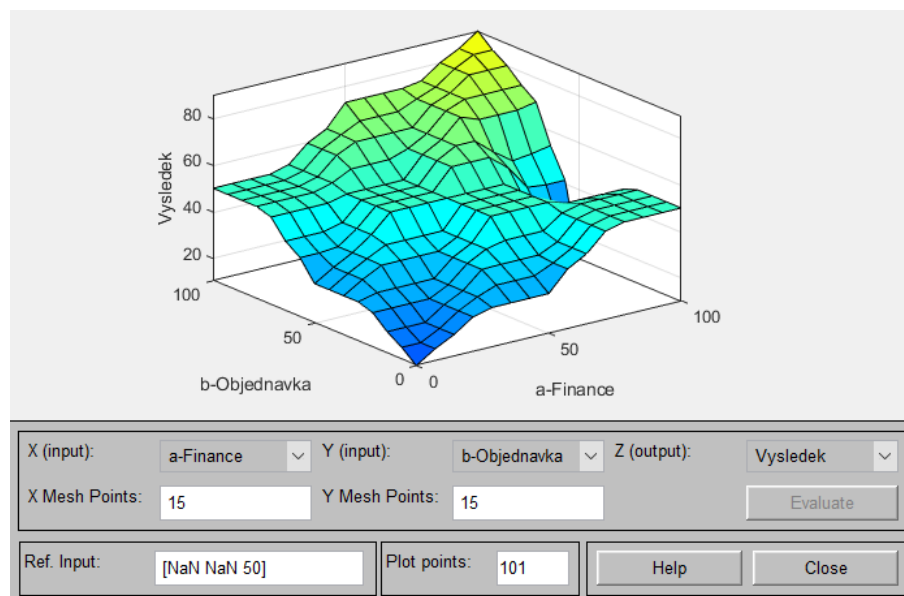 80
60
40
20
Vysledek
100
50
0
b-Objednavka
0
50
100
a-Finance
X (input):
a-Finance
Y (input):
b-Objednavka
Z (output):
Vysledek
X Mesh Points:
15
Y Mesh Points:
15
Evaluate
Ref. Input:
[NaN NaN 50]
Plot points:
101
Help
Close